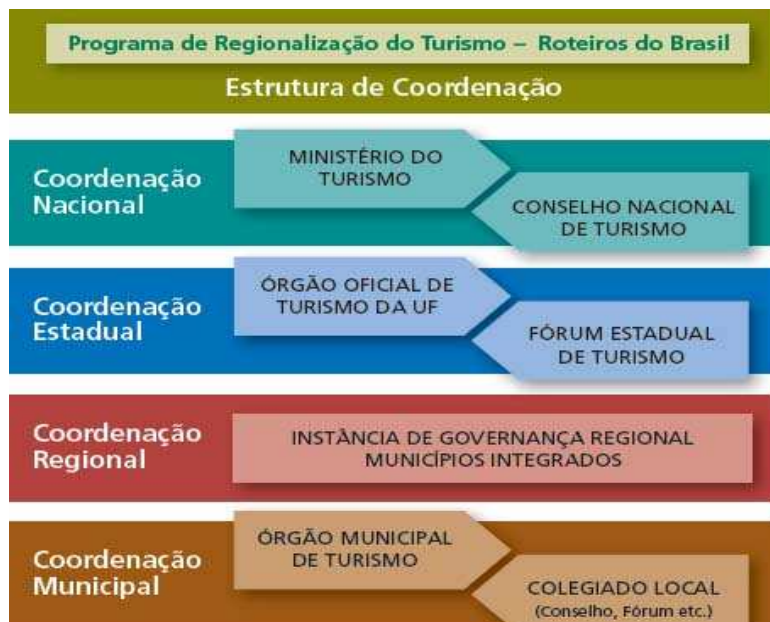 Programa de Regionalização do Turismo – Roteiros do Brasil
Estrutura de Coordenação
Coordenação
Nacional
MINISTÉRIO DO
TURISMO
CONSELHO NACIONAL
DE TURISMO
Coordenação
Estadual
ÓRGÃO OFICIAL DE
TURISMO DA UF
FÓRUM ESTADUAL
DE TURISMO
Coordenação
Regional
INSTÂNCIA DE GOVERNANÇA REGIONAL
MUNICÍPIOS INTEGRADOS
Coordenação
Municipal
ÓRGÃO MUNICIPAL
DE TURISMO
COLEGIADO LOCAL
(Conselho, Fórum etc.)